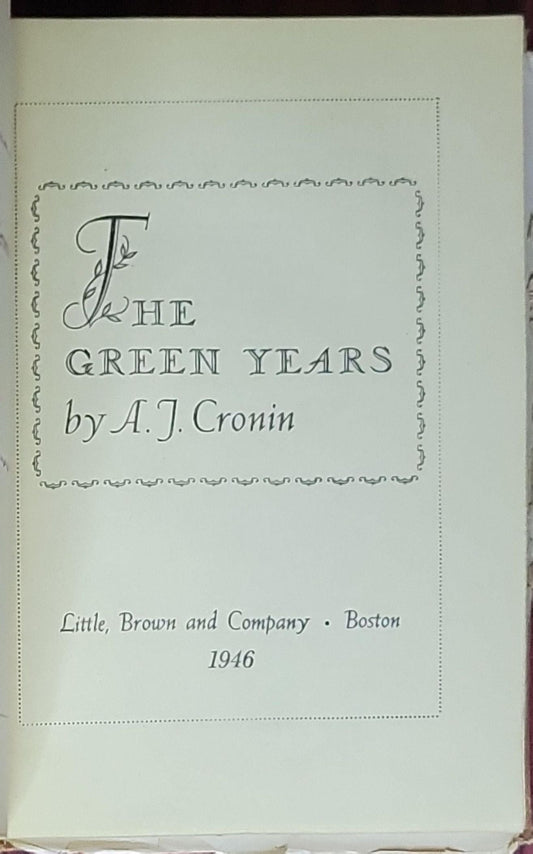 THE
GREEN YEARS
by A. J. Cronin
Little, Brown and Company • Boston
1946